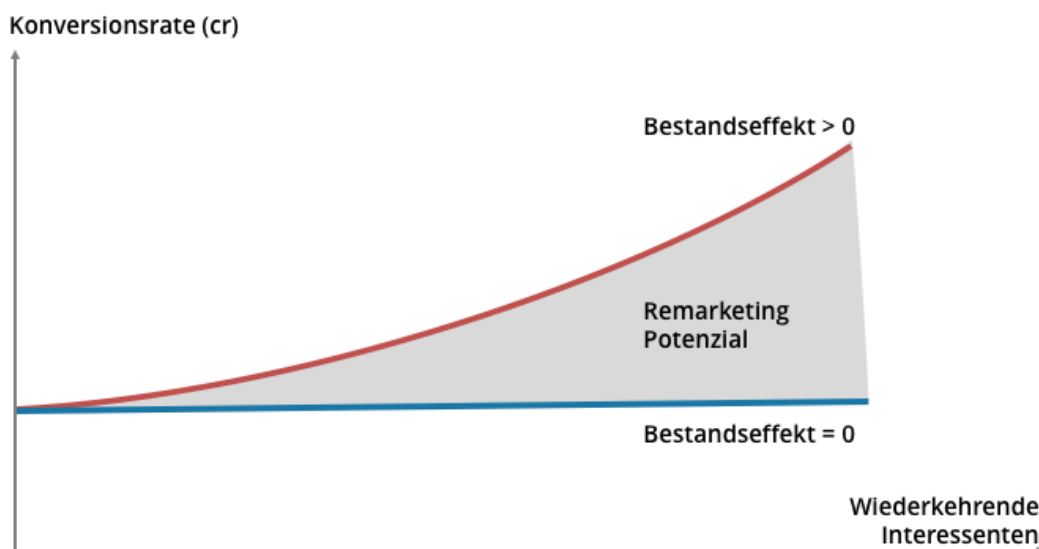 Konversionsrate (cr)
Bestandseffekt > 0
Remarketing
Potenzial
Bestandseffekt = 0
Wiederkehrende
Interessenten